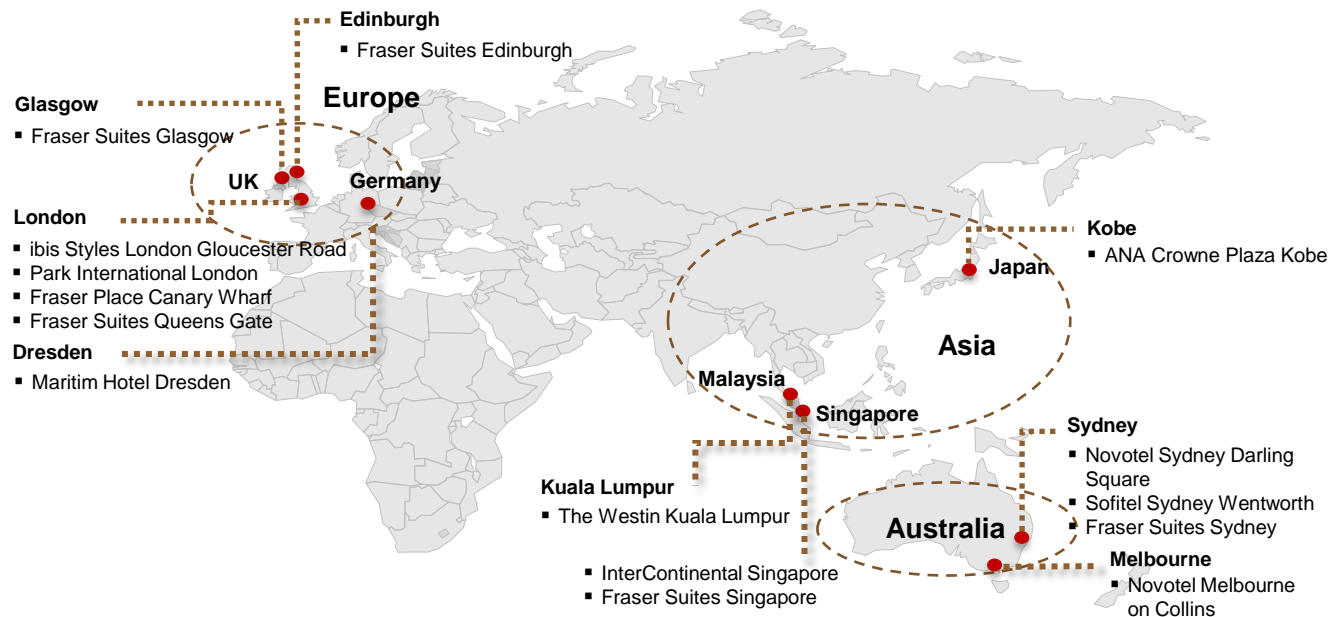 Edinburgh
▪ Fraser Suites Edinburgh
Europe
Glasgow
▪ Fraser Suites Glasgow
UK
Germany
London
▪ ibis Styles London Gloucester Road
▪ Park International London
▪ Fraser Place Canary Wharf
▪ Fraser Suites Queens Gate
Dresden
▪ Maritim Hotel Dresden
Kobe
▪ ANA Crowne Plaza Kobe
Japan
Asia
Malaysia
Singapore
Kuala Lumpur
▪ The Westin Kuala Lumpur
▪ InterContinental Singapore
▪ Fraser Suites Singapore
Sydney
▪ Novotel Sydney Darling
Square
▪ Sofitel Sydney Wentworth
▪ Fraser Suites Sydney
Australia
Melbourne
▪ Novotel Melbourne
on Collins